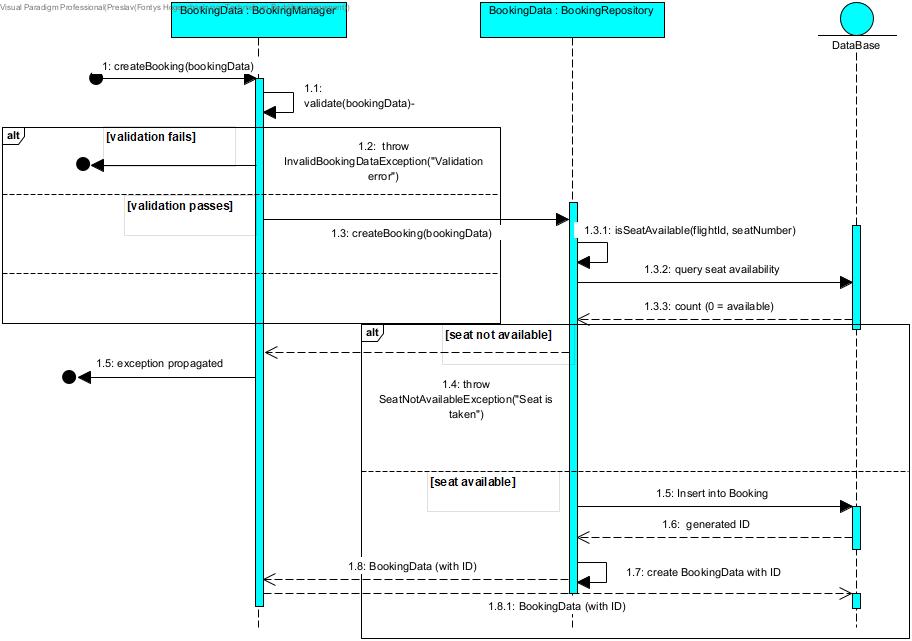 Visual Paradigm Professional(Preslav(Fontys Hoge
BookingData : BookingManager
BookingData : BookingRepository
DataBase
1: createBooking(bookingData)
1.1:
validate(bookingData)-
alt
[validation fails]
1.2:  throw
InvalidBookingDataException("Validation
error")
[validation passes]
1.3: createBooking(bookingData)
1.3.1: isSeatAvailable(flightId, seatNumber)
1.3.2: query seat availability
1.3.3: count (0 = available)
alt
[seat not available]
1.5: exception propagated
1.4: throw
SeatNotAvailableException("Seat is
taken")
[seat available]
1.5: Insert into Booking
1.6:  generated ID
1.8: BookingData (with ID)
1.7: create BookingData with ID
1.8.1: BookingData (with ID)